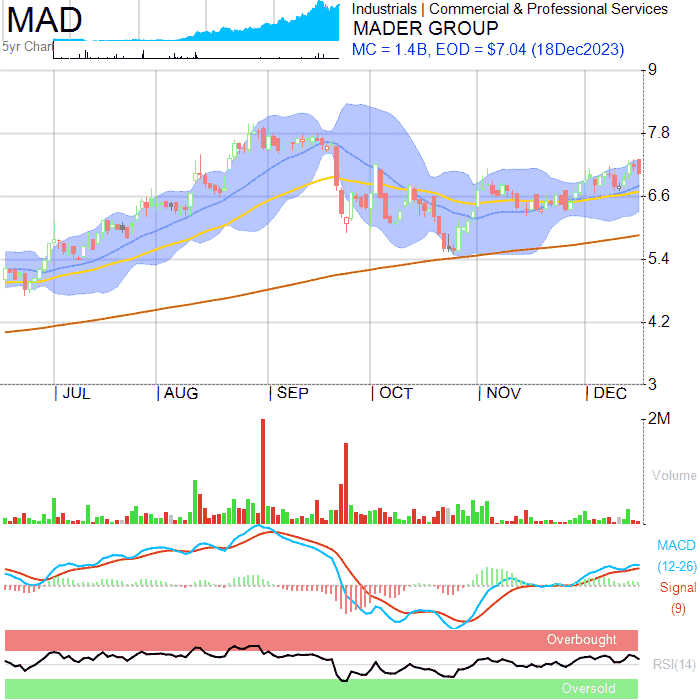 MAD
5yr Chart
Industrials | Commercial & Professional Services
MADER GROUP
MC = 1.4B, EOD = $7.04 (18Dec2023)
9
7.8
6.6
5.4
4.2
3
JUL
AUG
SEP
OCT
NOV
DEC
2M
Volume
MACD
(12-26)
Signal
(9)
Overbought
RSI(14)
Oversold